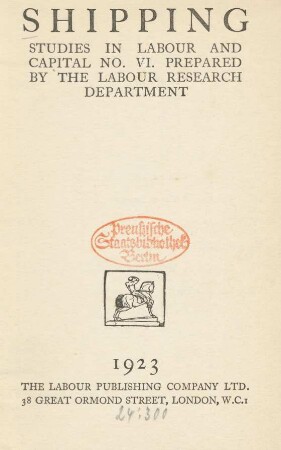 SHIPPING
STUDIES IN LABOUR AND
CAPITAL NO. VI. PREPARED
BY THE LABOUR RESEARCH
DEPARTMENT
Preußische
Staatsbibliothek
Berlin
1923
THE LABOUR PUBLISHING COMPANY LTD.
38 GREAT ORMOND STREET, LONDON, W.C.1
24:300